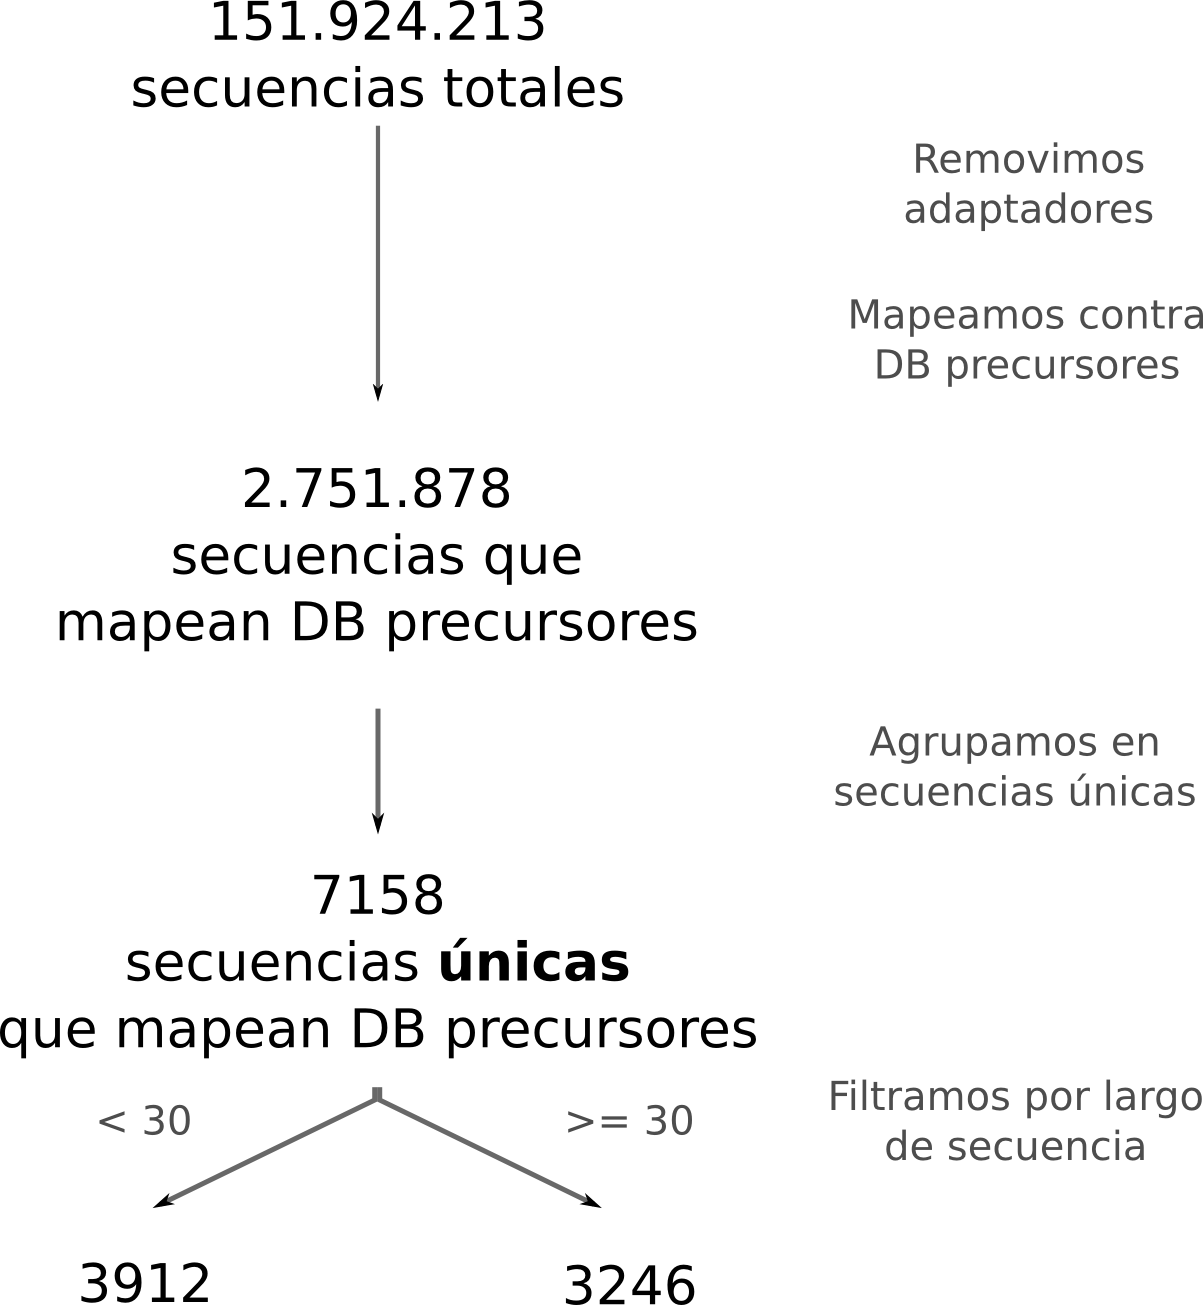 151.924.213
secuencias totales
Removimos
adaptadores
Mapeamos contra
DB precursores
2.751.878
secuencias que
mapean DB precursores
Agrupamos en
secuencias únicas
7158
secuencias únicas
que mapean DB precursores
< 30
>= 30
Filtramos por largo
de secuencia
3912
3246